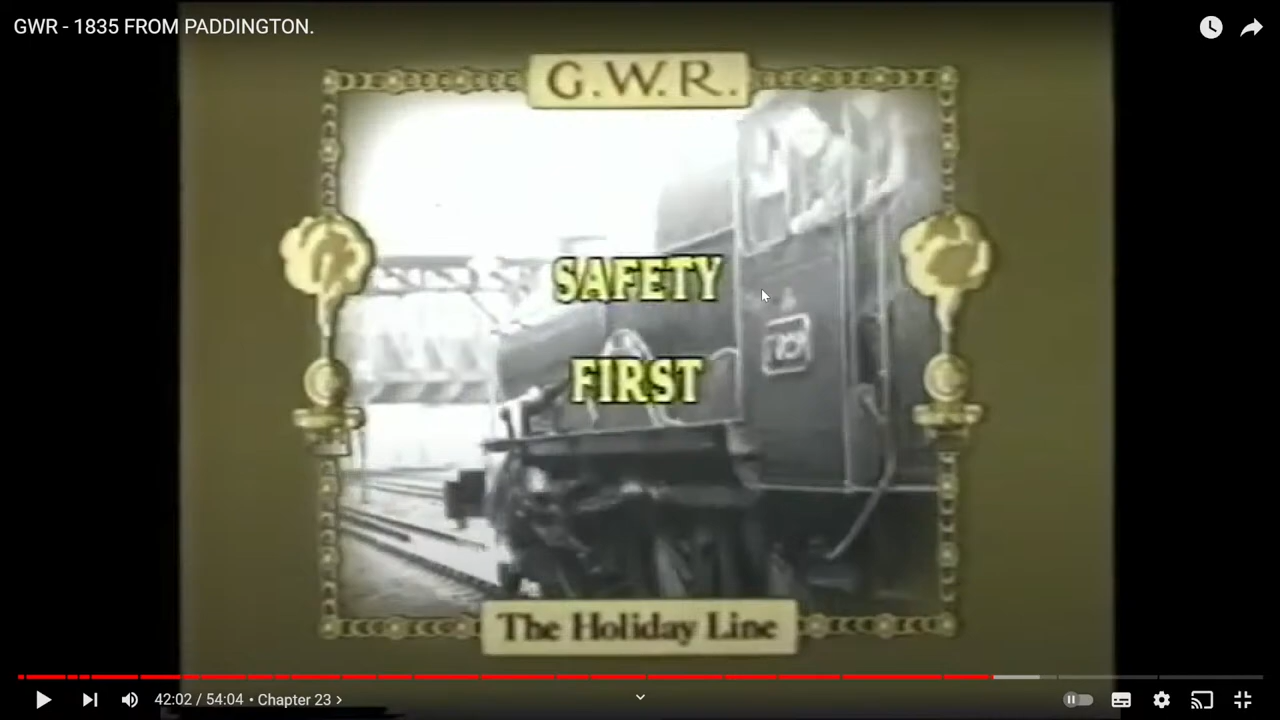 GWR - 1835 FROM PADDINGTON.
G.W.R.
SAFETY
FIRST
The Holiday Line
42:02 / 54:04 • Chapter 23 >